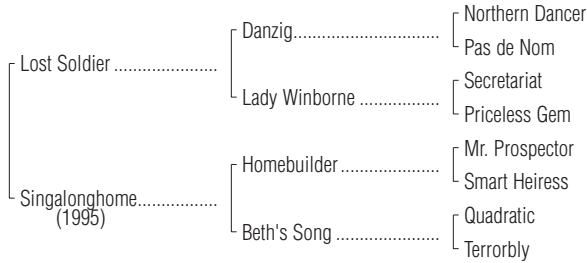 Northern Dancer
Danzig..................................
Pas de Nom
Lost Soldier .....................
Secretariat
Lady Winborne ..................
Priceless Gem
Mr. Prospector
Homebuilder ......................
Smart Heiress
Singalonghome................
(1995)
Quadratic
Beth's Song .......................
Terrorbly